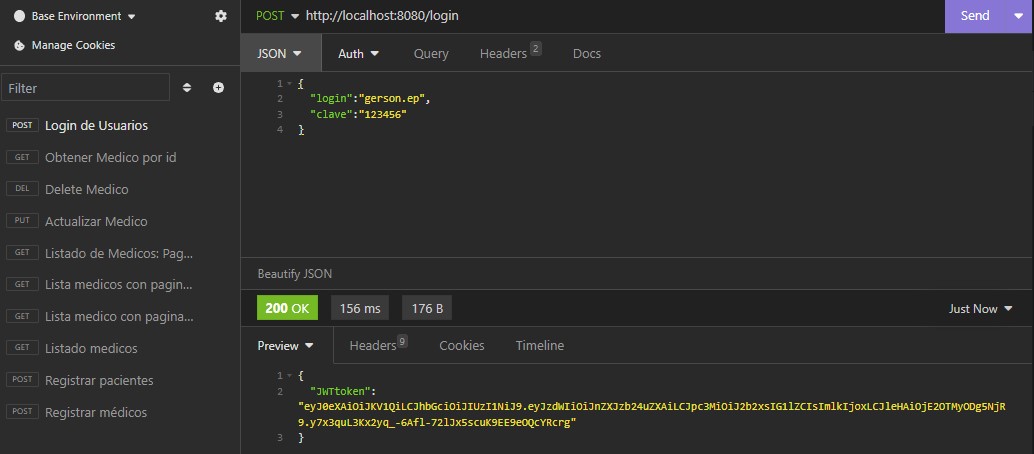 Base Environment
Manage Cookies
Filter
POST Login de Usuarios
GET Obtener Medico por id
DEL Delete Medico
PUT Actualizar Medico
GET Listado de Medicos: Pag...
GET Lista medicos con pagin...
GET Lista medico con pagina...
GET Listado medicos
POST Registrar pacientes
POST Registrar médicos
POST http://localhost:8080/login
Send
JSON Auth Query Headers 2 Docs
1 {
2 "login":"gerson.ep",
3 "clave":"123456"
4 }
Beautify JSON
200 OK 156 ms 176 B Just Now
Preview Headers 9 Cookies Timeline
1 {
2 "JWTtoken":
"eyJ0eXAiOiJKV1QiLCJhbGciOiJIUzI1NiJ9.eyJzdWIiOiJnZXJzb24uZXAiLCJpc3MiOiJ2b2xsIG1lZCIsImlkIjoxLCJleHAiOjE2OTMyODg5NjR
9.y7x3quL3Kx2yq_-6Afl-72lJx5scuK9EE9eOQcYRcrg"
3 }